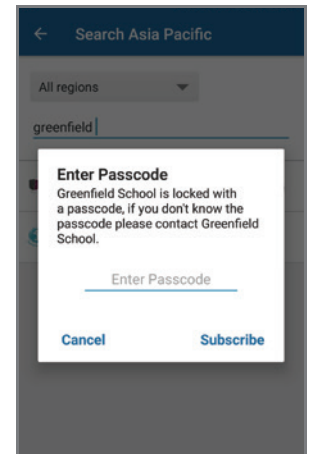 Search Asia Pacific
All regions
greenfield
Enter Passcode
Greenfield School is locked with
a passcode, if you don't know the
passcode please contact Greenfield
School.
Enter Passcode
Cancel
Subscribe